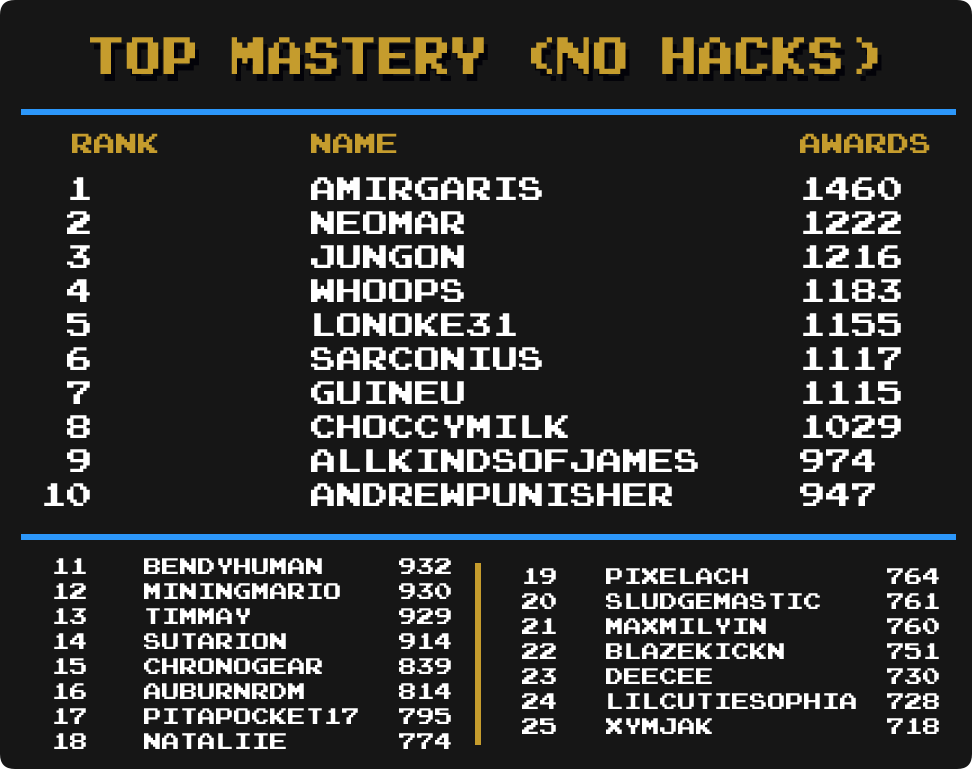 TOP MASTERY (NO HACKS)
RANK NAME AWARDS
1 AMIRGARIS 1460
2 NEOMAR 1222
3 JUNGON 1216
4 WHOOPS 1183
5 LONOKE31 1155
6 SARCONIUS 1117
7 GUINEU 1115
8 CHOCCYMILK 1029
9 ALLKINDSOFJAMES 974
10 ANDREWPUNISHER 947
11 BENDYHUMAN 932
12 MININGMARIO 930
13 TIMMAY 929
14 SUTARION 914
15 CHRONOGEAR 839
16 AUBURNRDM 814
17 PITAPOCKET17 795
18 NATALIIE 774
19 PIXELACH 764
20 SLUDGEMASTIC 761
21 MAXMILYIN 760
22 BLAZEKICKN 751
23 DEECEE 730
24 LILCUTIESOPHIA 728
25 XYMJAK 718